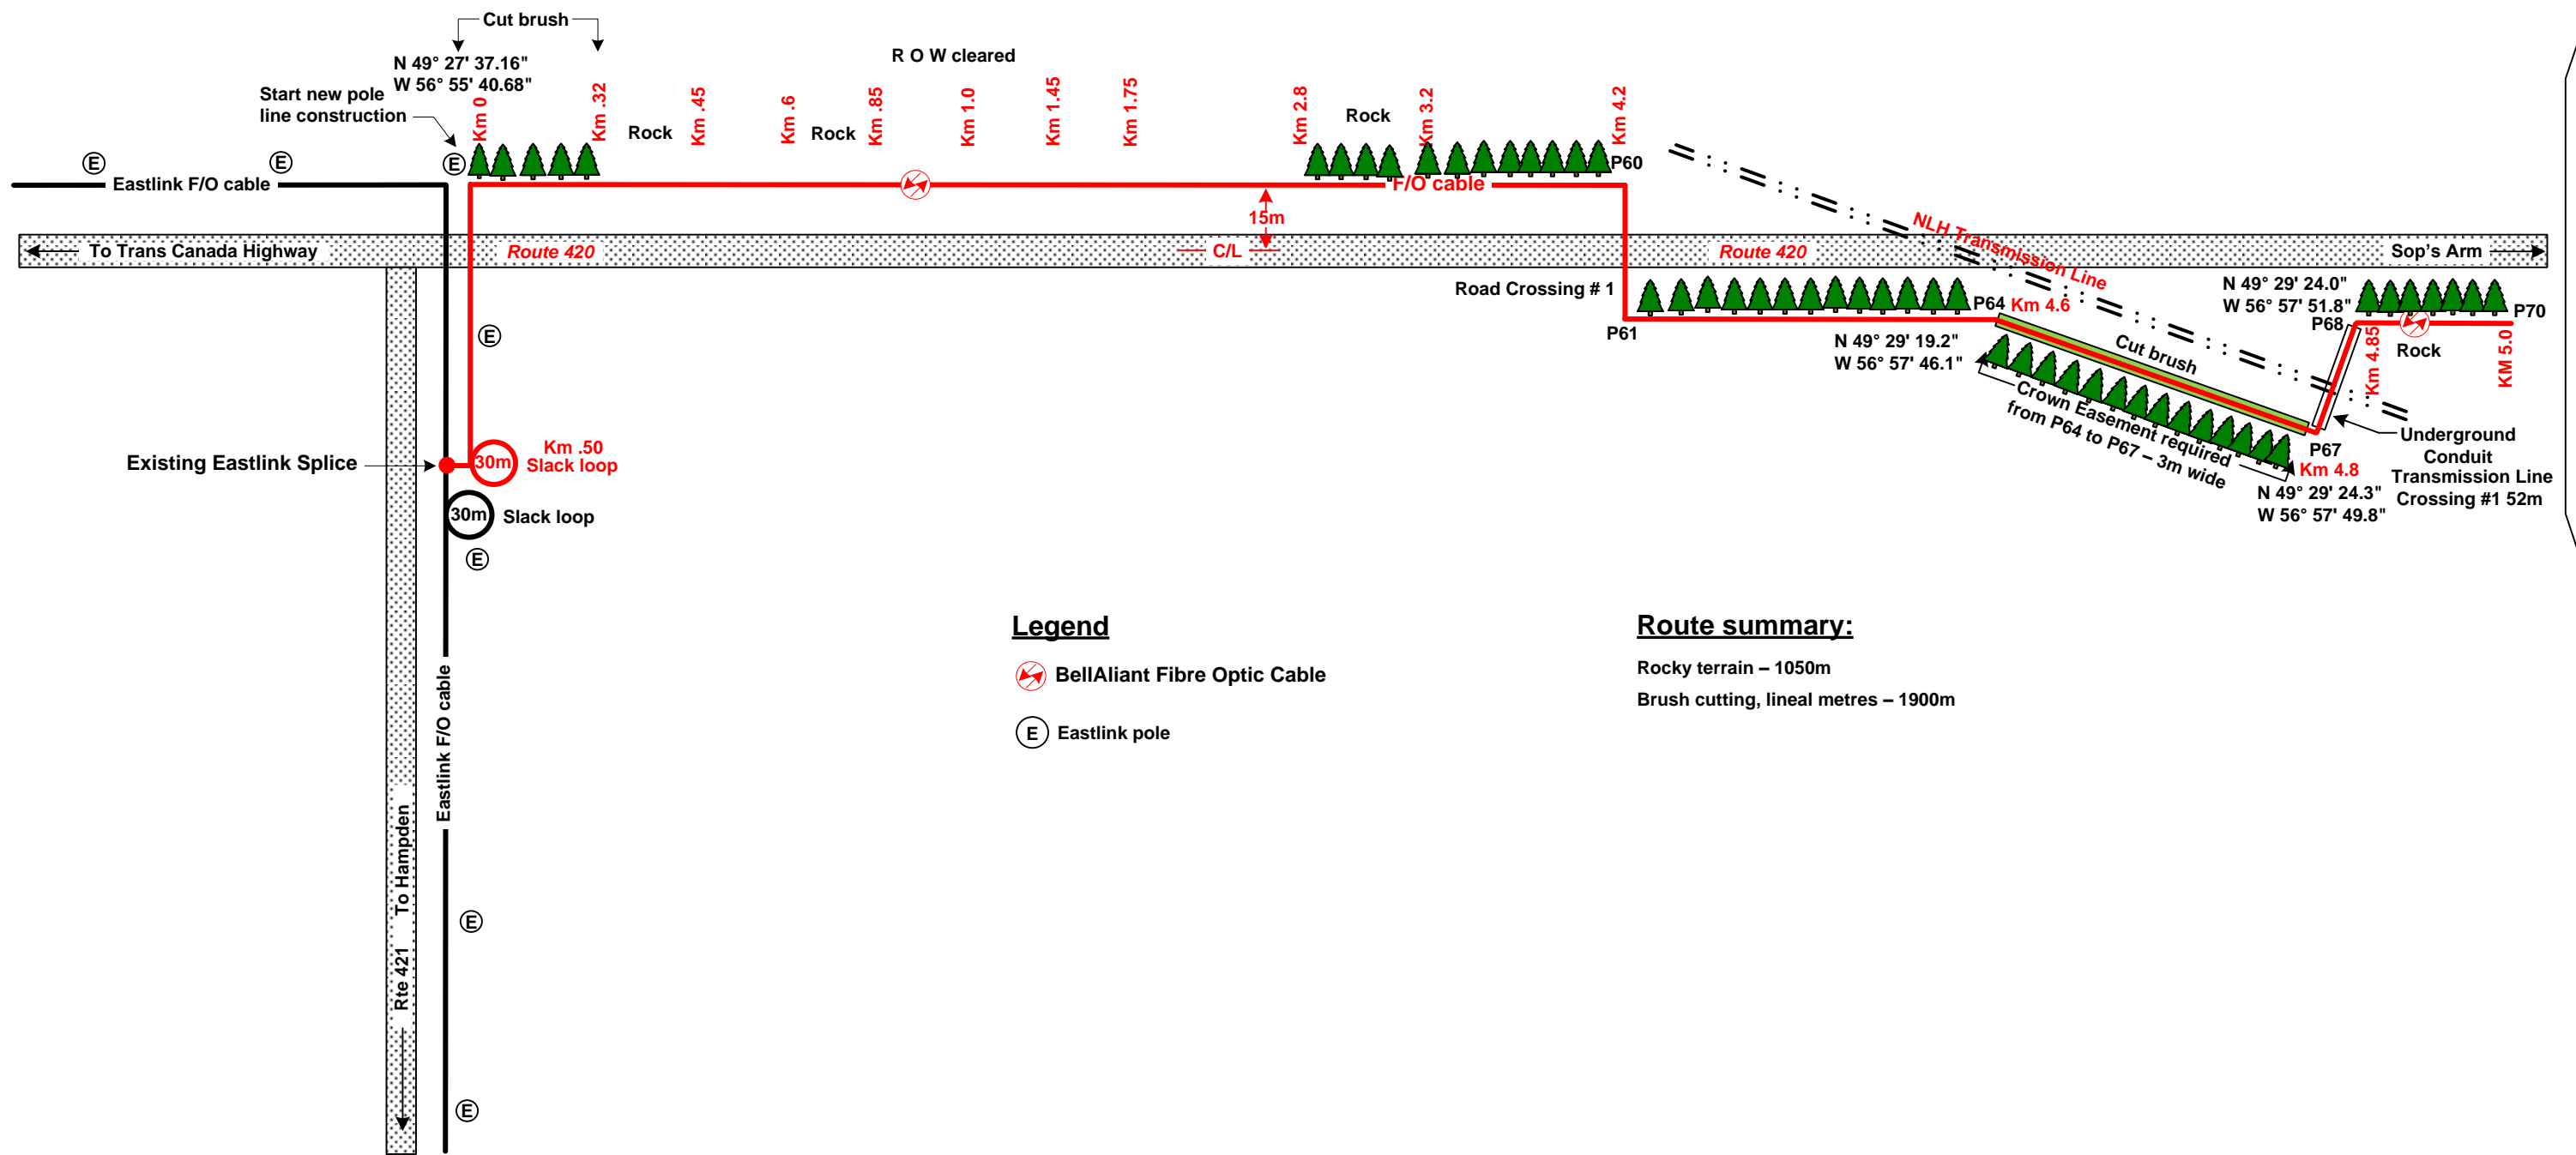 Cut brush
N 49° 27' 37.16"
W 56° 55' 40.68"
Start new pole
line construction
R O W cleared
Km 0
Km .32
Rock
Km .45
Km .6
Rock
Km .85
Km 1.0
Km 1.45
Km 1.75
Km 2.8
Rock
Km 3.2
Km 4.2
P60
E
E
E
Eastlink F/O cable
F/O cable
15m
C/L
To Trans Canada Highway
Route 420
Route 420
NLH Transmission Line
Sop's Arm
Road Crossing # 1
P61
P64
Km 4.6
N 49° 29' 19.2"
W 56° 57' 46.1"
N 49° 29' 24.0"
W 56° 57' 51.8"
P68
P70
Km 4.85
Rock
KM 5.0
Cut brush
Crown Easement required
from P64 to P67 – 3m wide
P67
Km 4.8
N 49° 29' 24.3"
W 56° 57' 49.8"
Underground
Conduit
Transmission Line
Crossing #1 52m
E
Existing Eastlink Splice
30m
Km .50
Slack loop
30m
Slack loop
E
Eastlink F/O cable
Rte 421
To Hampden
E
E
Legend
BellAliant Fibre Optic Cable
E
Eastlink pole
Route summary:
Rocky terrain – 1050m
Brush cutting, lineal metres – 1900m